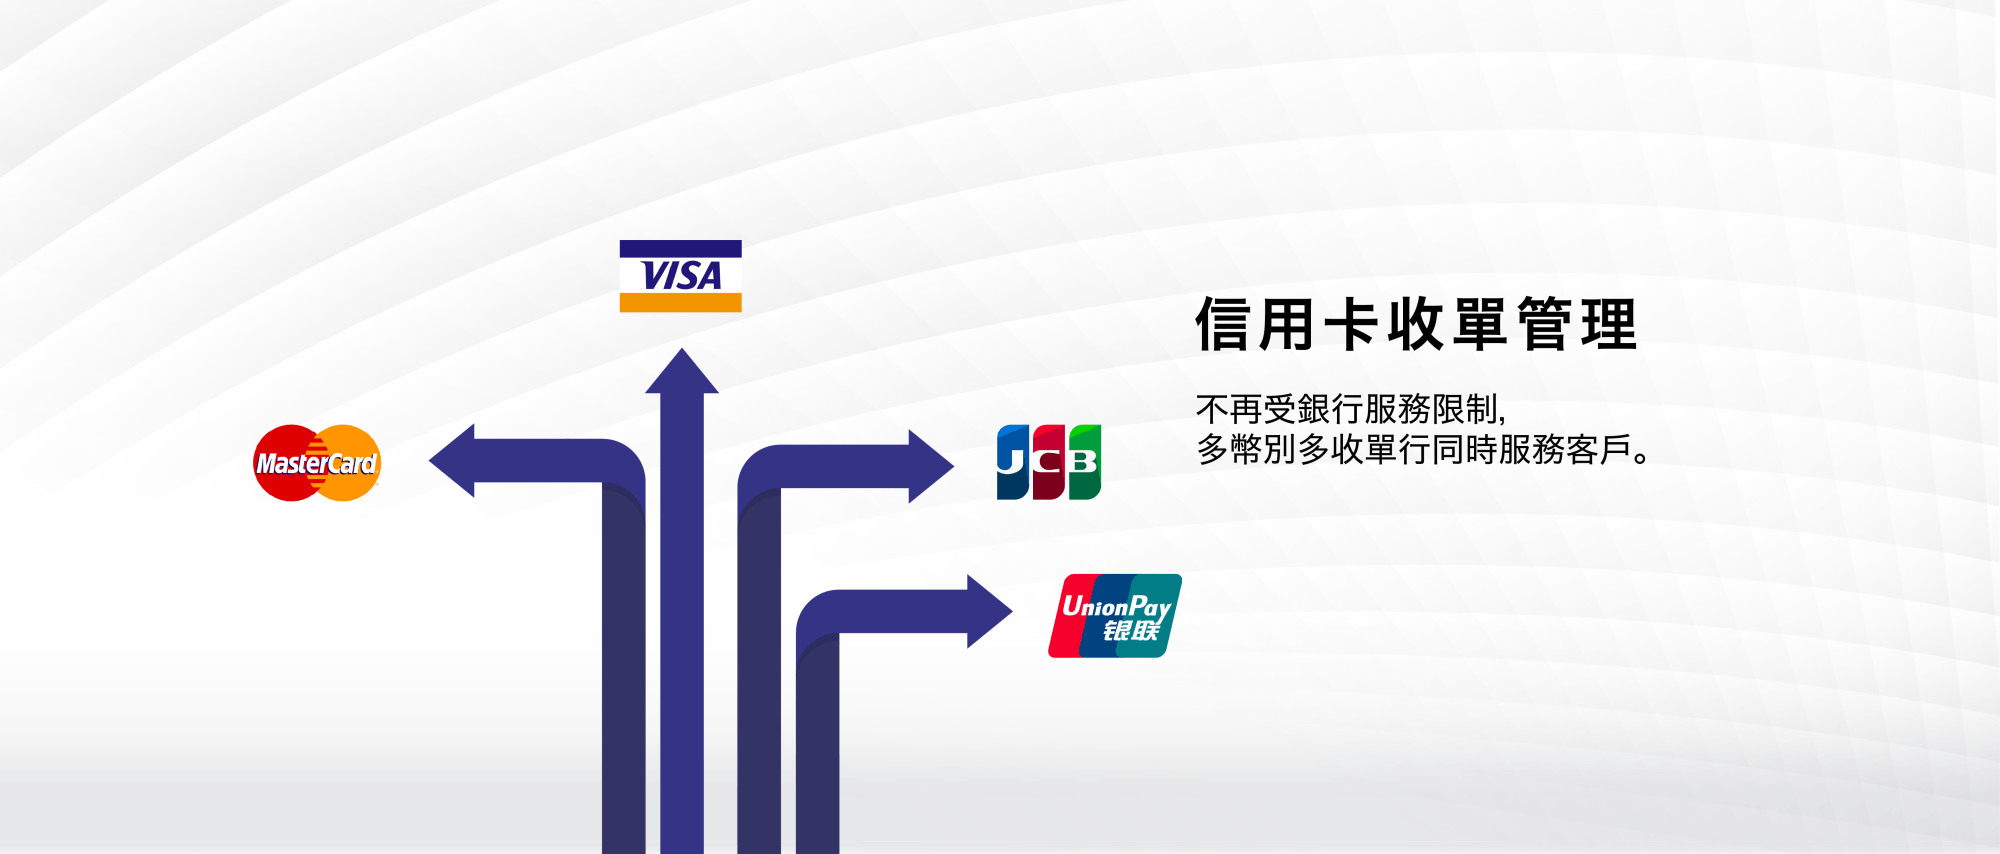 VISA
信用卡收單管理
不再受銀行服務限制,
多幣別多收單行同時服務客戶。
MasterCard
JCB
UnionPay
银联